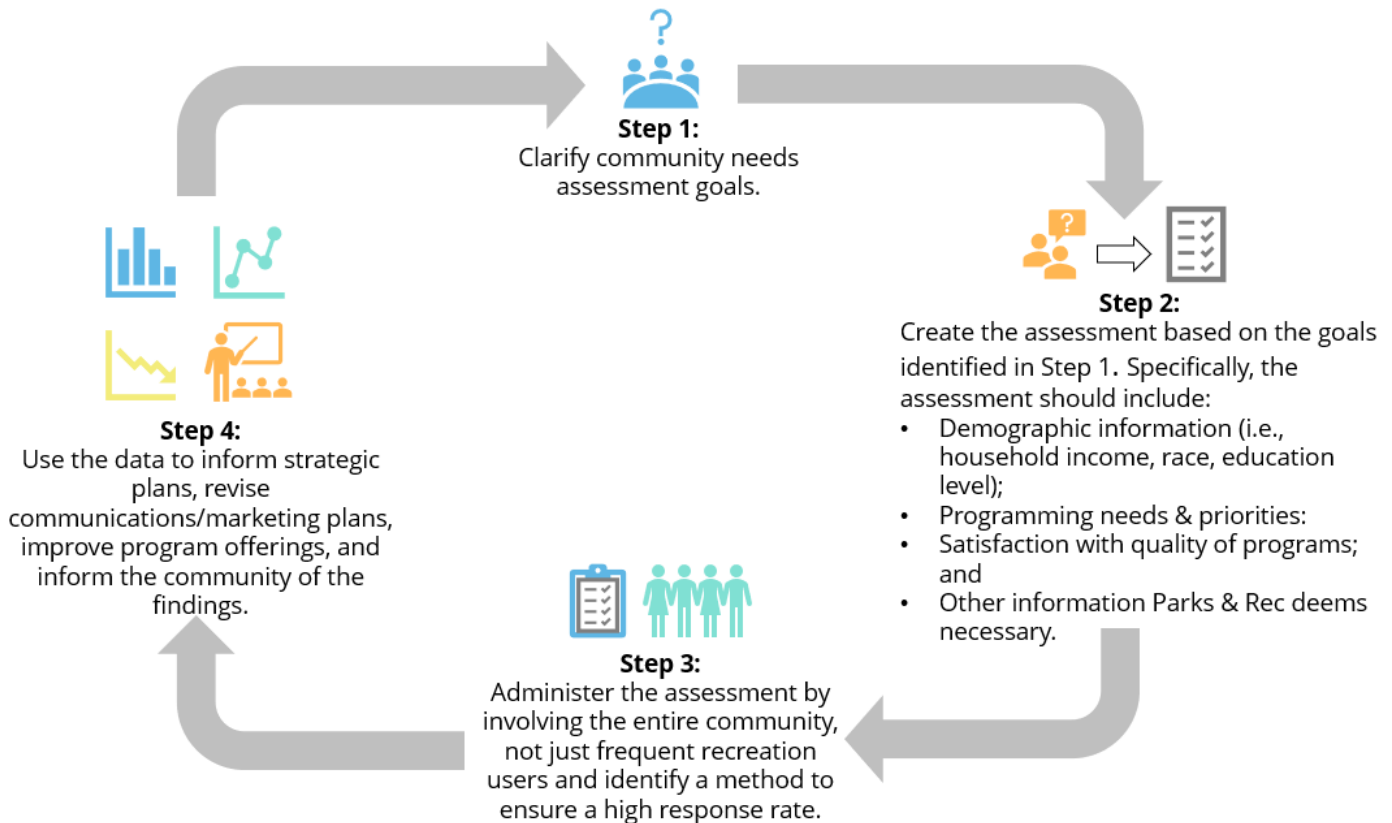 ?
Step 1:
Clarify community needs
assessment goals.
?
Step 2:
Create the assessment based on the goals
identified in Step 1. Specifically, the
assessment should include:
• Demographic information (i.e.,
household income, race, education
level);
• Programming needs & priorities:
• Satisfaction with quality of programs;
and
• Other information Parks & Rec deems
necessary.
Step 3:
Administer the assessment by
involving the entire community,
not just frequent recreation
users and identify a method to
ensure a high response rate.
Step 4:
Use the data to inform strategic
plans, revise
communications/marketing plans,
improve program offerings, and
inform the community of the
findings.